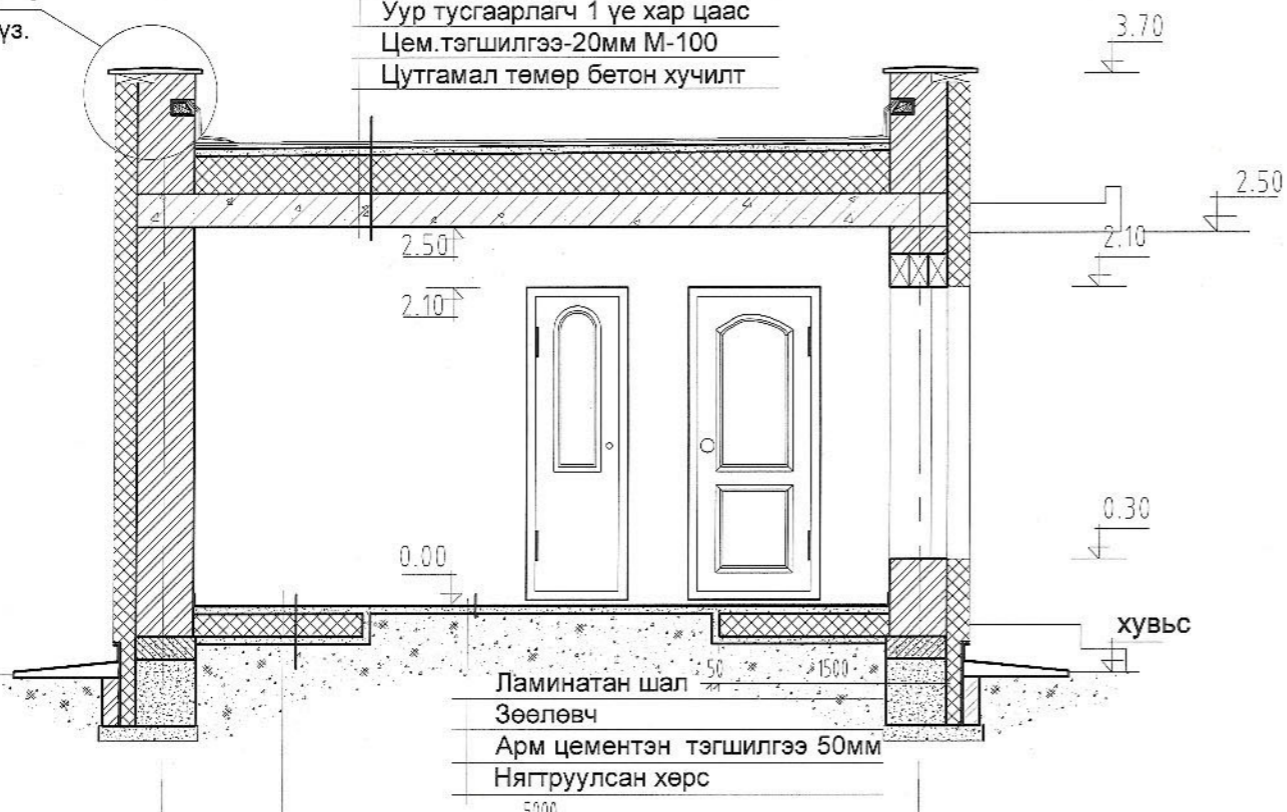 Уур тусгаарлагч 1 үе хар цаас
үз.
Цем.тэгшилгээ-20мм М-100
Цутгамал төмөр бетон хучилт
3.70
2.50
2.50
2.10
2.10
0.30
0.00
хувьс
50
1500
Ламинатан шал
Зөөлөвч
Арм цементэн тэгшилгээ 50мм
Нягтруулсан хөрс
5000